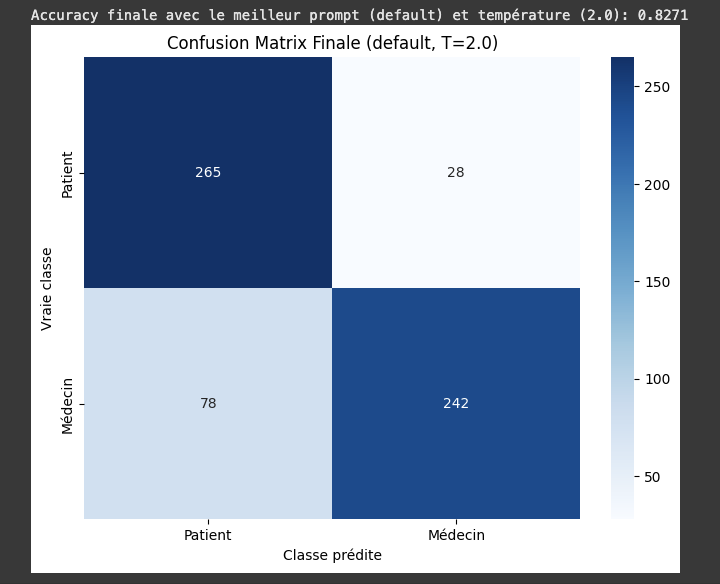 Accuracy finale avec le meilleur prompt (default) et température (2.0): 0.8271
Confusion Matrix Finale (default, T=2.0)
Vraie classe
Patient
265
28
Médecin
78
242
Patient
Médecin
Classe prédite
250
200
150
100
50